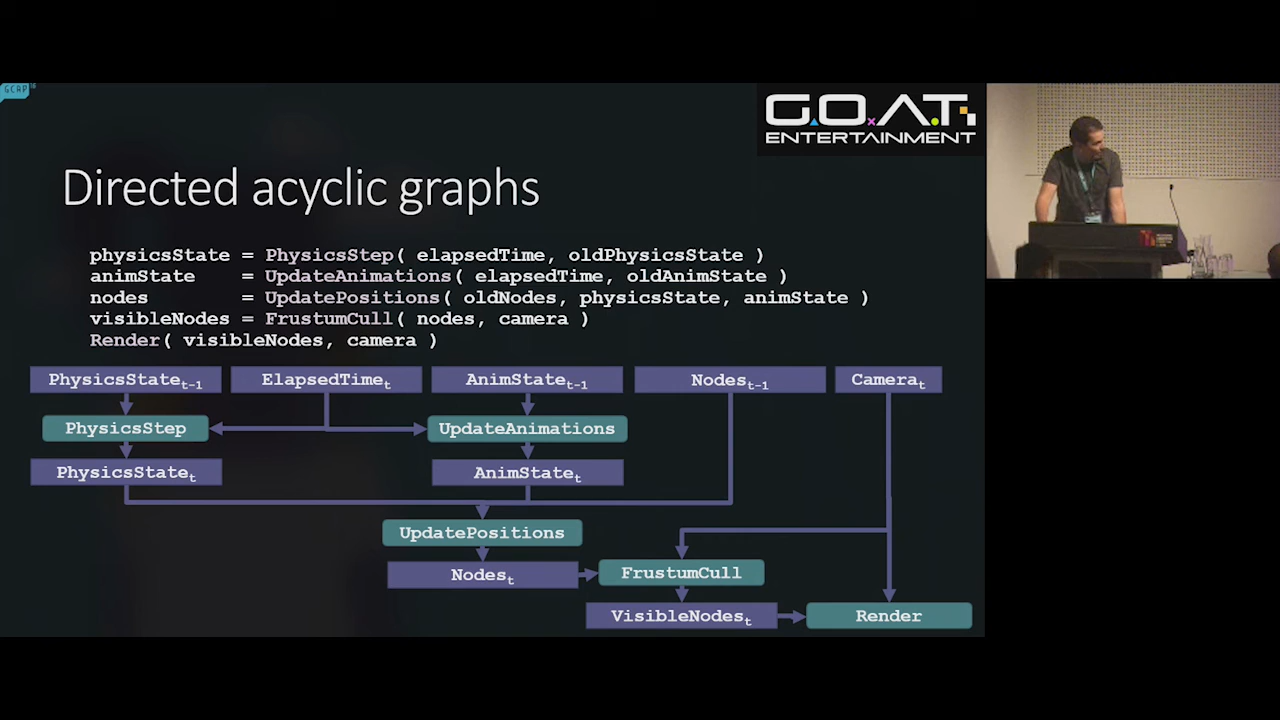 GCAP 18
G.O.A.T.
ENTERTAINMENT
Directed acyclic graphs
physicsState = PhysicsStep( elapsedTime, oldPhysicsState )
animState = UpdateAnimations( elapsedTime, oldAnimState )
nodes = UpdatePositions( oldNodes, physicsState, animState )
visibleNodes = FrustumCull( nodes, camera )
Render( visibleNodes, camera )
PhysicsStatet-1 ElapsedTimet AnimStatet-1 Nodest-1 Camerat
PhysicsStep UpdateAnimations
PhysicsStatet AnimStatet
UpdatePositions
Nodest FrustumCull
VisibleNodest Render